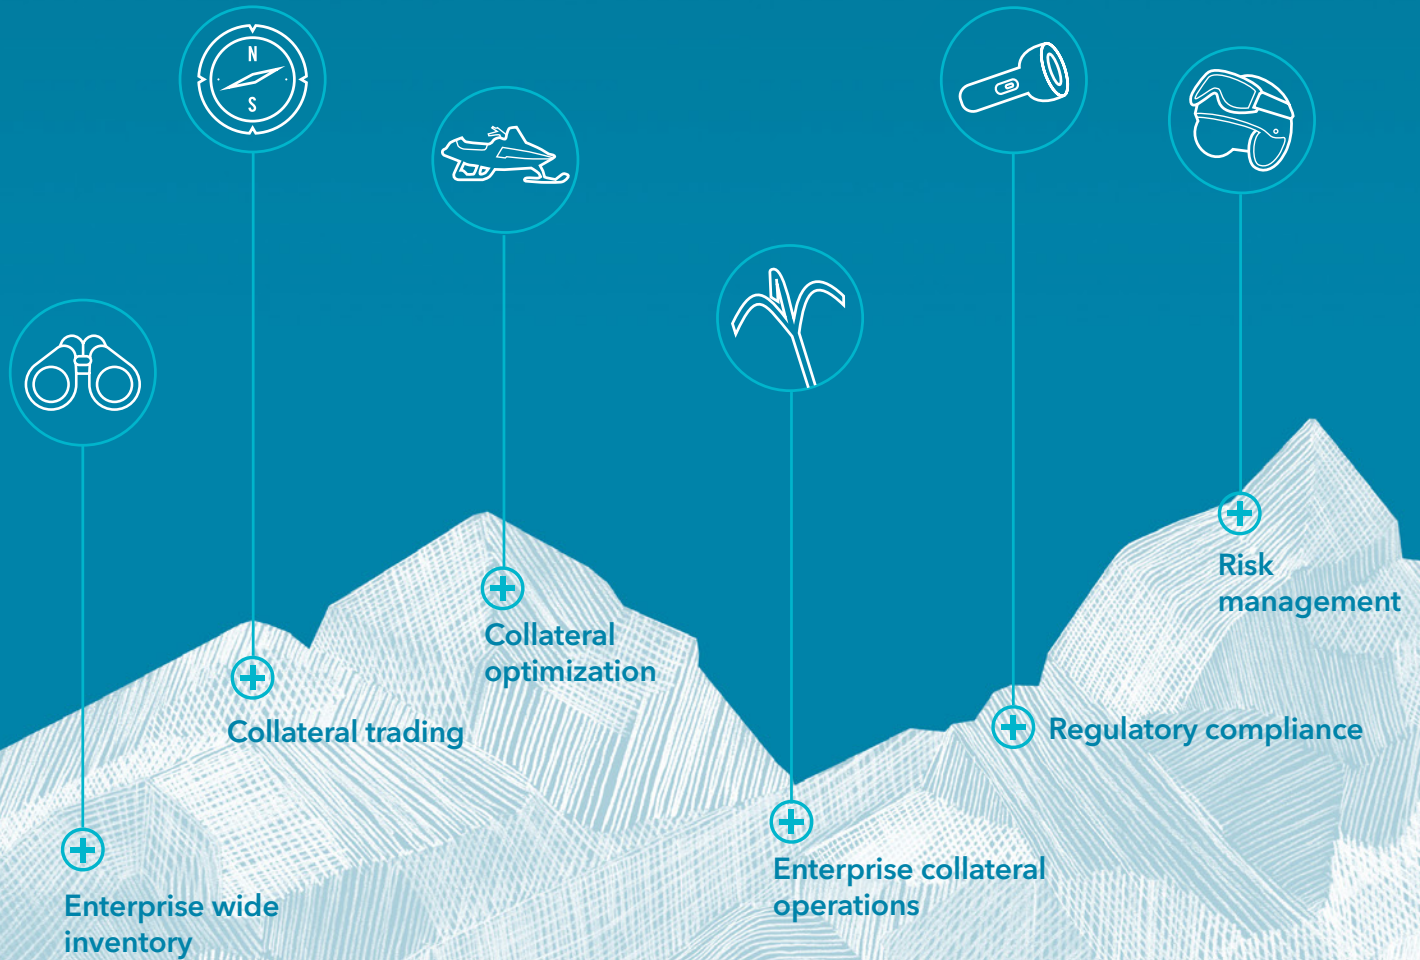 N
S
Collateral
optimization
Collateral trading
Enterprise wide
inventory
Enterprise collateral
operations
Regulatory compliance
Risk
management